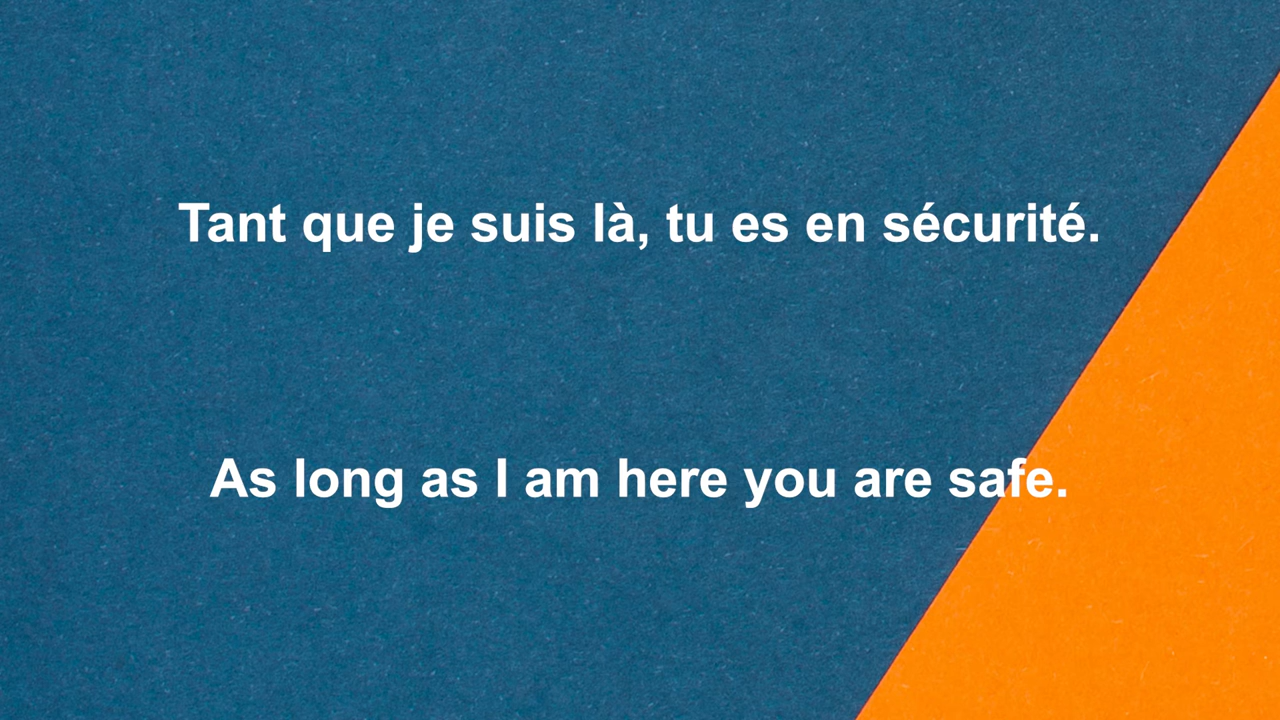 Tant que je suis là, tu es en sécurité.
As long as I am here you are safe.